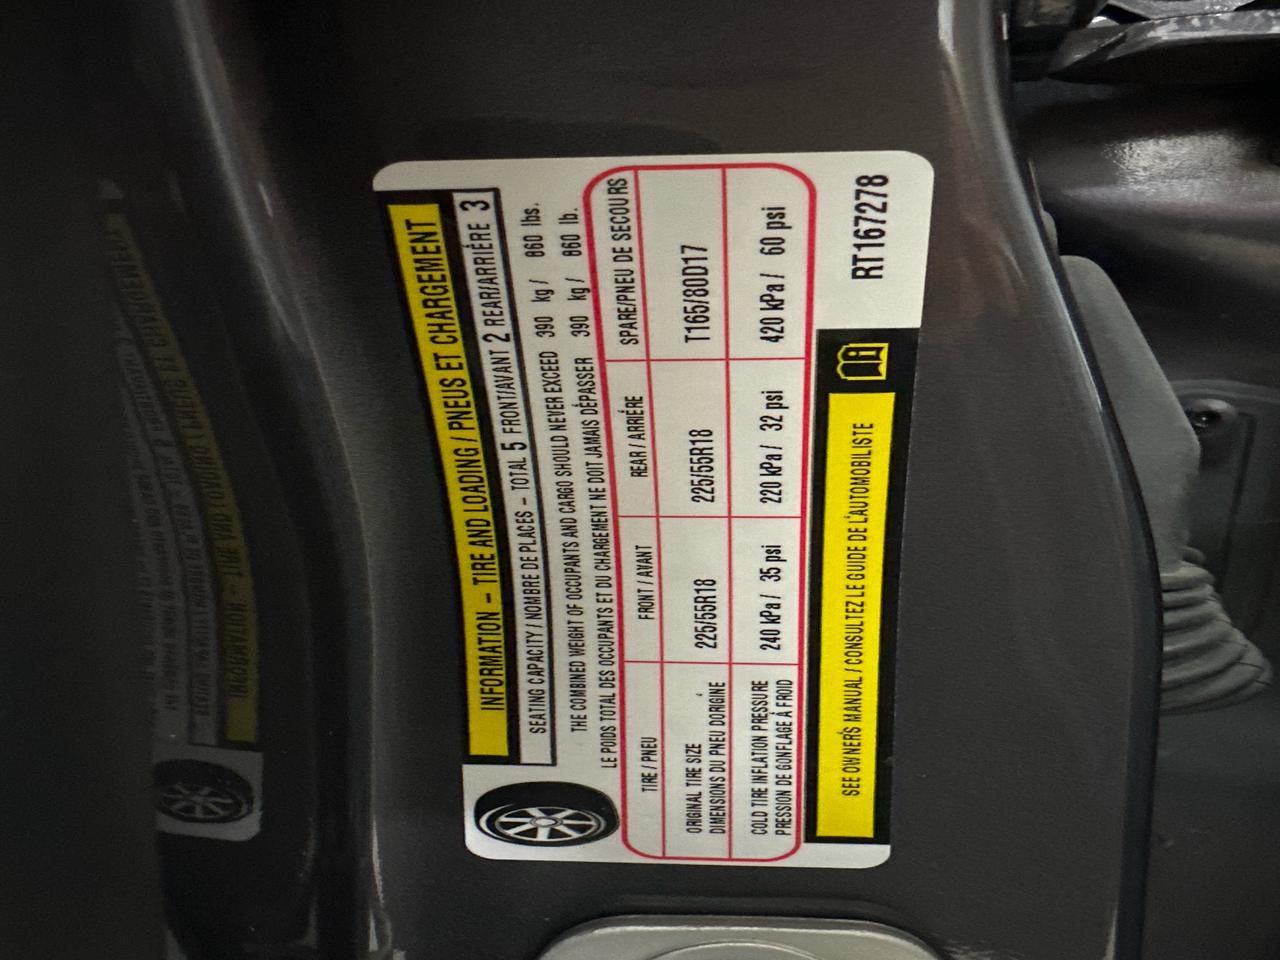 INFORMATION – TIRE AND LOADING / PNEUS ET CHARGEMENT
SEATING CAPACITY / NOMBRE DE PLACES – TOTAL 5 FRONT/AVANT 2 REAR/ARRIÉRE 3
THE COMBINED WEIGHT OF OCCUPANTS AND CARGO SHOULD NEVER EXCEED 390 kg / 860 lbs.
LE POIDS TOTAL DES OCCUPANTS ET DU CHARGEMENT NE DOIT JAMAIS DÉPASSER 390 kg / 860 lb.
TIRE / PNEU FRONT / AVANT REAR / ARRIÉRE SPARE/PNEU DE SECOURS
ORIGINAL TIRE SIZE
DIMENSIONS DU PNEU DORIGINÉ
225/55R18 225/55R18 T165/80D17
COLD TIRE INFLATION PRESSURE
PRESSION DE GONFLAGE Á FROID
240 kPa / 35 psi 220 kPa / 32 psi 420 kPa / 60 psi
SEE OWNER'S MANUAL / CONSULTEZ LE GUIDE DE L'AUTOMOBILISTE
RT167278